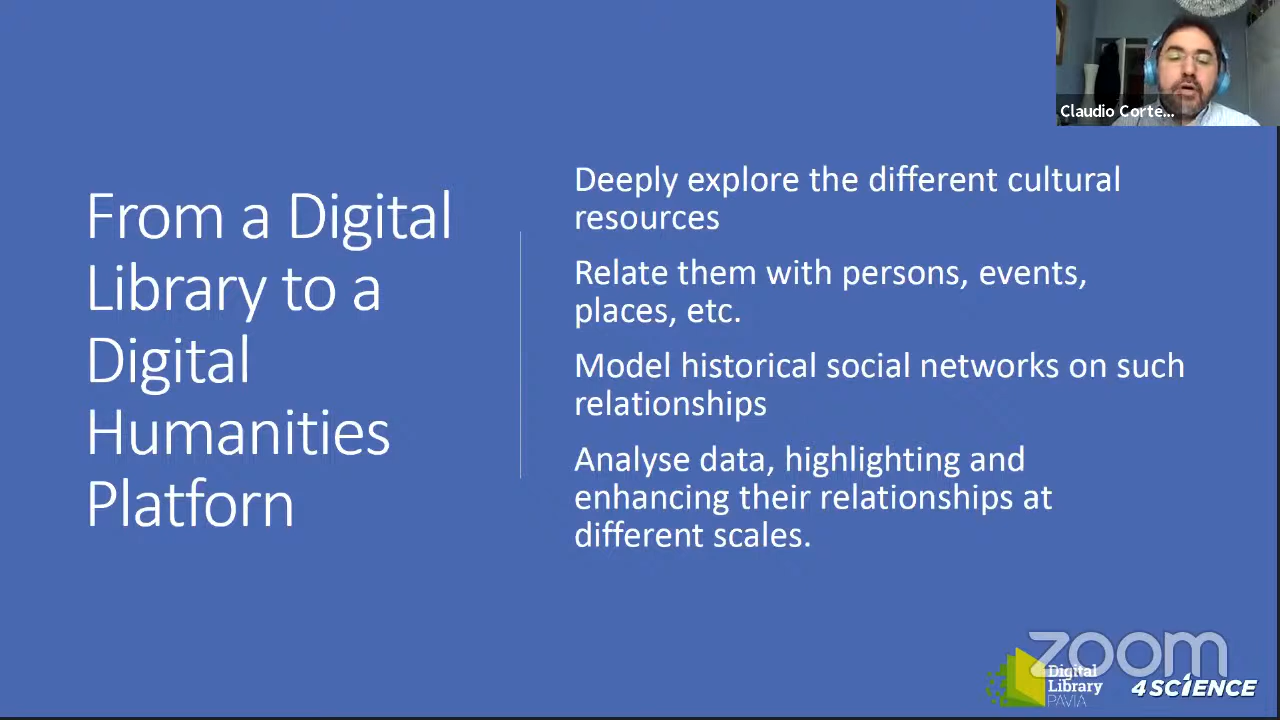 Claudio Corte...
From a Digital
Library to a
Digital
Humanities
Platforn
Deeply explore the different cultural
resources
Relate them with persons, events,
places, etc.
Model historical social networks on such
relationships
Analyse data, highlighting and
enhancing their relationships at
different scales.
zoom
Digital
Library
PAVIA
4SCIENCE